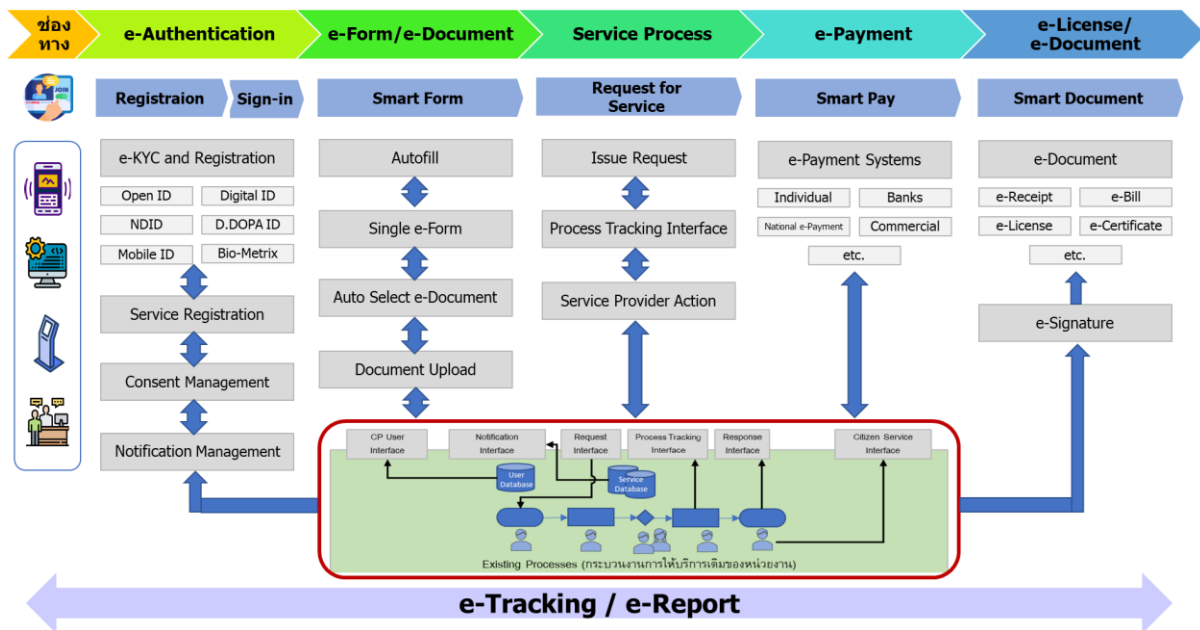 ช่อง
ทาง
e-Authentication
e-Form/e-Document
Service Process
e-Payment
e-License/
e-Document
JOIN
Registraion
Sign-in
Smart Form
Request for
Service
Smart Pay
Smart Document
e-KYC and Registration
Open ID
Digital ID
NDID
D.DOPA ID
Mobile ID
Bio-Metrix
Service Registration
Consent Management
Notification Management
Autofill
Single e-Form
Auto Select e-Document
Document Upload
Issue Request
Process Tracking Interface
Service Provider Action
e-Payment Systems
Individual
Banks
National e-Payment
Commercial
etc.
e-Document
e-Receipt
e-Bill
e-License
e-Certificate
etc.
e-Signature
CP User
Interface
Notification
Interface
Request
Interface
Process Tracking
Interface
Response
Interface
Citizen Service
Interface
User
Database
Service
Database
Existing Processes (กระบวนงานการให้บริการเดิมของหน่วยงาน)
e-Tracking / e-Report